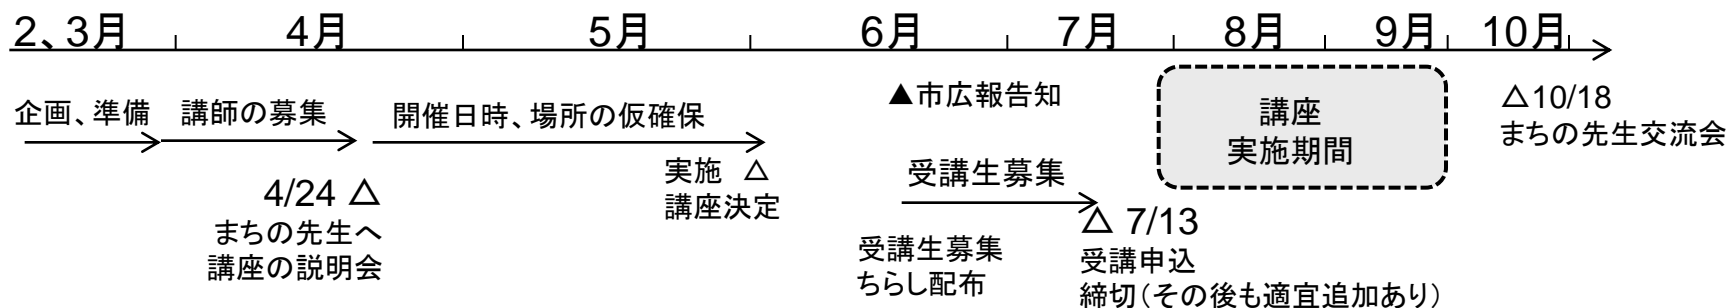 2、3月 4月 5月 6月 7月 8月 9月 10月
企画、準備
講師の募集
4/24 △
まちの先生へ
講座の説明会
開催日時、場所の仮確保
実施 △
講座決定
▲市広報告知
受講生募集
受講生募集
ちらし配布
△ 7/13
受講申込
締切(その後も適宜追加あり)
講座
実施期間
△10/18
まちの先生交流会